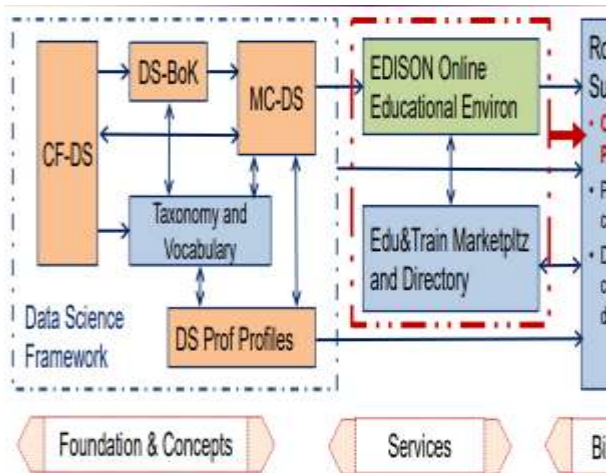 DS-BoK
MC-DS
CF-DS
Taxonomy and
Vocabulary
DS Prof Profiles
Data Science
Framework
EDISON Online
Educational Environ
Edu&Train Marketpltz
and Directory
Foundation & Concepts
Services